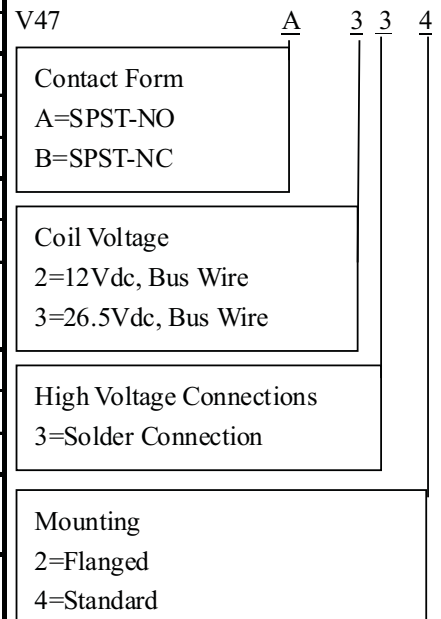 V47 A 3 3 4
Contact Form
A=SPST-NO
B=SPST-NC
Coil Voltage
2=12Vdc, Bus Wire
3=26.5Vdc, Bus Wire
High Voltage Connections
3=Solder Connection
Mounting
2=Flanged
4=Standard